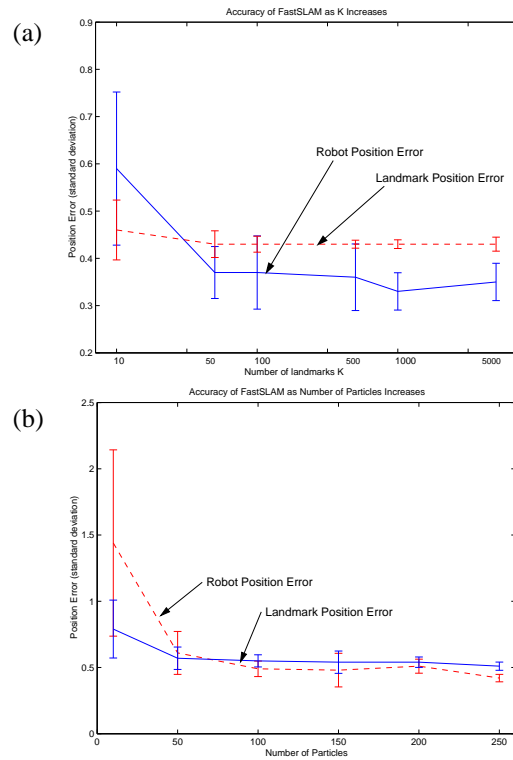 (a)
Accuracy of FastSLAM as K Increases
0.9
0.8
0.7
0.6
0.5
0.4
0.3
0.2
Position Error (standard deviation)
Robot Position Error
Landmark Position Error
10 50 100 500 1000 5000
Number of landmarks K
(b)
Accuracy of FastSLAM as Number of Particles Increases
2.5
2
1.5
1
0.5
0
Position Error (standard deviation)
Robot Position Error
Landmark Position Error
0 50 100 150 200 250
Number of Particles